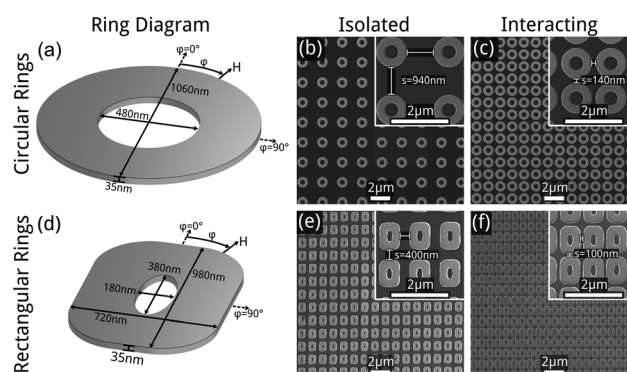 Ring Diagram
Isolated
Interacting
Circular Rings
(a)
φ=0°
φ
H
1060nm
480nm
φ=90°
35nm
(b)
s=940nm
2μm
2μm
(c)
H
s=140nm
2μm
2μm
Rectangular Rings
(d)
φ=0°
φ
H
380nm
980nm
180nm
720nm
φ=90°
35nm
(e)
s=400nm
2μm
2μm
(f)
s=100nm
2μm
2μm